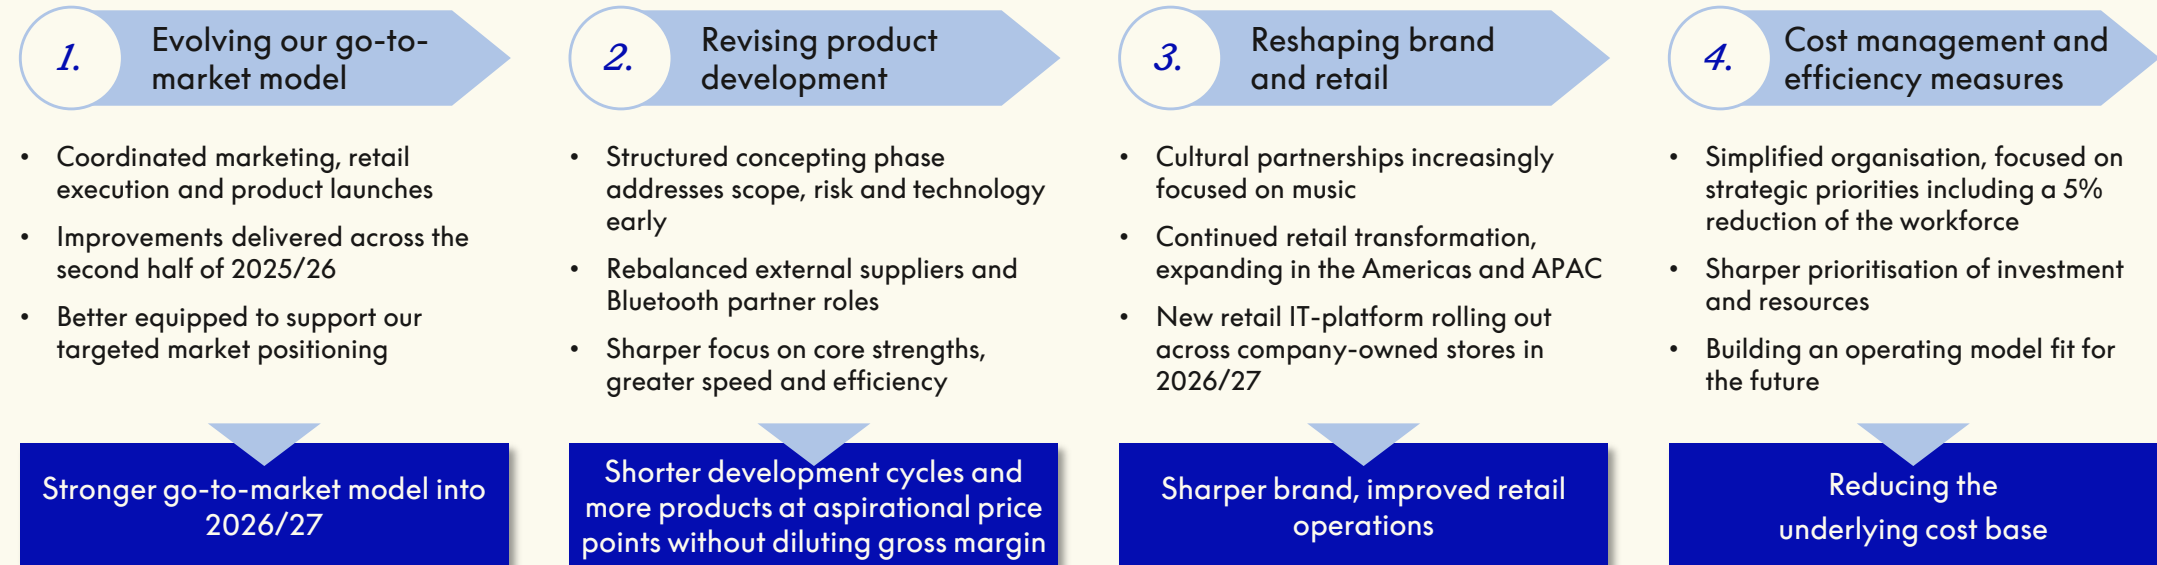 1.
Evolving our go-to-
market model
• Coordinated marketing, retail
execution and product launches
• Improvements delivered across the
second half of 2025/26
• Better equipped to support our
targeted market positioning
Stronger go-to-market model into
2026/27
2.
Revising product
development
• Structured concepting phase
addresses scope, risk and technology
early
• Rebalanced external suppliers and
Bluetooth partner roles
• Sharper focus on core strengths,
greater speed and efficiency
Shorter development cycles and
more products at aspirational price
points without diluting gross margin
3.
Reshaping brand
and retail
• Cultural partnerships increasingly
focused on music
• Continued retail transformation,
expanding in the Americas and APAC
• New retail IT-platform rolling out
across company-owned stores in
2026/27
Sharper brand, improved retail
operations
4.
Cost management and
efficiency measures
• Simplified organisation, focused on
strategic priorities including a 5%
reduction of the workforce
• Sharper prioritisation of investment
and resources
• Building an operating model fit for
the future
Reducing the
underlying cost base